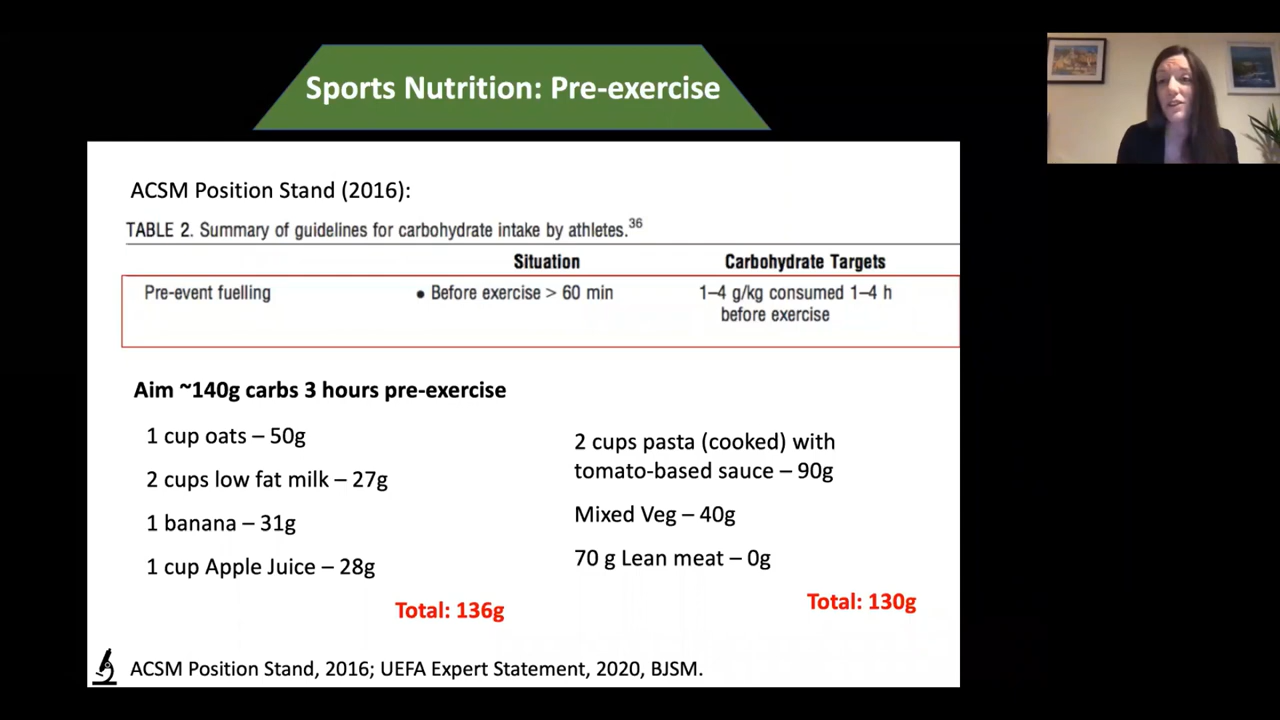 Sports Nutrition: Pre-exercise
ACSM Position Stand (2016):
TABLE 2. Summary of guidelines for carbohydrate intake by athletes.36
Situation
Carbohydrate Targets
Pre-event fuelling
• Before exercise > 60 min
1–4 g/kg consumed 1–4 h
before exercise
Aim ~140g carbs 3 hours pre-exercise
1 cup oats – 50g
2 cups low fat milk – 27g
1 banana – 31g
1 cup Apple Juice – 28g
Total: 136g
2 cups pasta (cooked) with
tomato-based sauce – 90g
Mixed Veg – 40g
70 g Lean meat – 0g
Total: 130g
ACSM Position Stand, 2016; UEFA Expert Statement, 2020, BJSM.